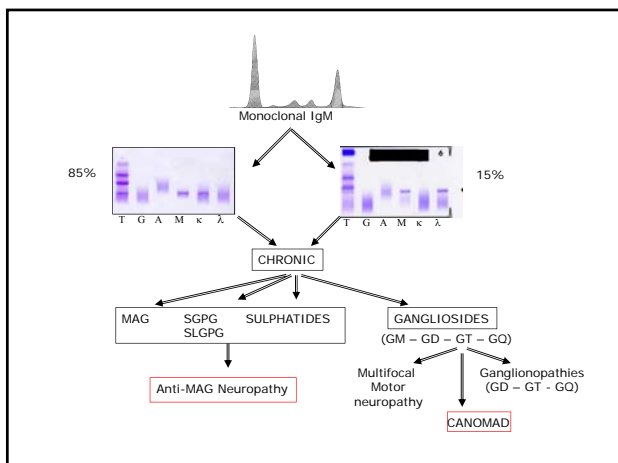 Monoclonal IgM
85%
15%
T G A M κ λ
6
T G A M κ λ
CHRONIC
MAG SGPG SULPHATIDES
SLGPG
GANGLIOSIDES
(GM – GD – GT – GQ)
Anti-MAG Neuropathy
Multifocal
Motor
neuropathy
Ganglionopathies
(GD – GT - GQ)
CANOMAD